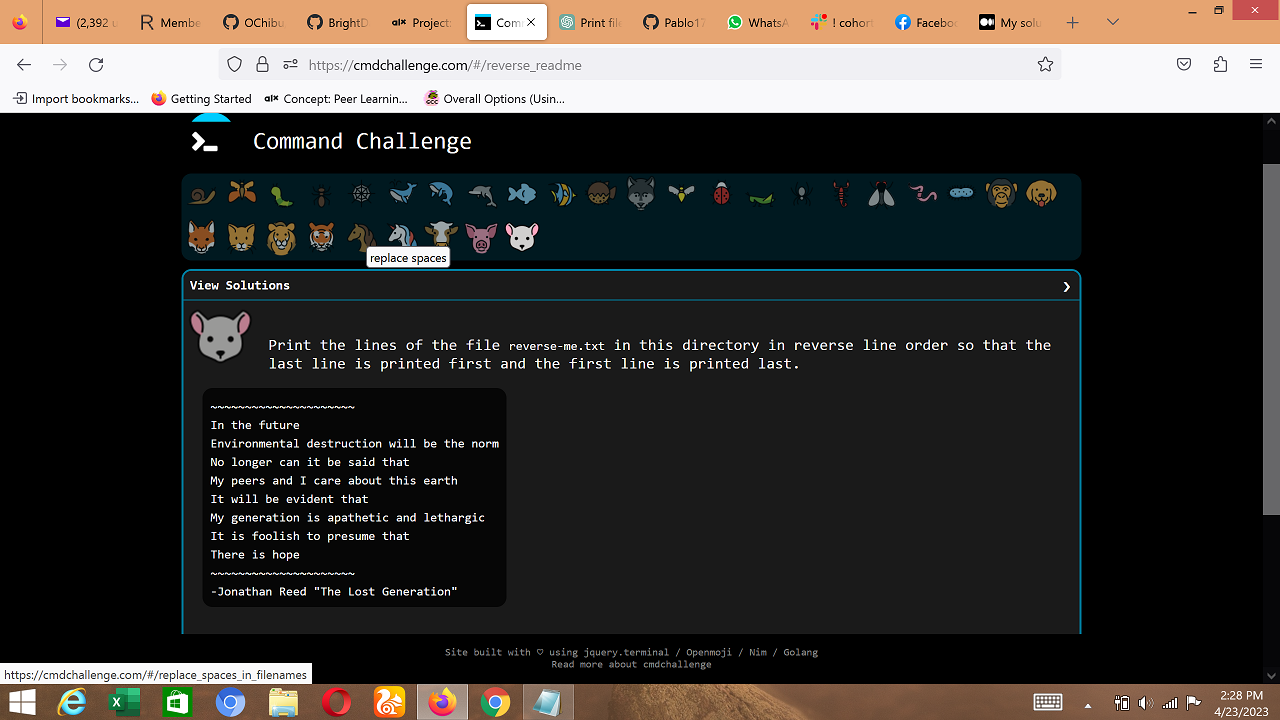 (2,392 u
Membe
OChibu
BrightD
Project:
Com
Print file
Pablo17
WhatsA
! cohor
Faceboo
My solu
https://cmdchallenge.com/#/reverse_readme
Import bookmarks...
Getting Started
Concept: Peer Learnin...
Overall Options (Usin...
Command Challenge
replace spaces
View Solutions
Print the lines of the file reverse-me.txt in this directory in reverse line order so that the
last line is printed first and the first line is printed last.
~~~~~~~~~~~~~~~~~~~~~
In the future
Environmental destruction will be the norm
No longer can it be said that
My peers and I care about this earth
It will be evident that
My generation is apathetic and lethargic
It is foolish to presume that
There is hope
~~~~~~~~~~~~~~~~~~~~~
-Jonathan Reed "The Lost Generation"
Site built with ♡ using jquery.terminal / Openmoji / Nim / Golang
Read more about cmdchallenge
https://cmdchallenge.com/#/replace_spaces_in_filenames
2:28 PM
4/23/2023